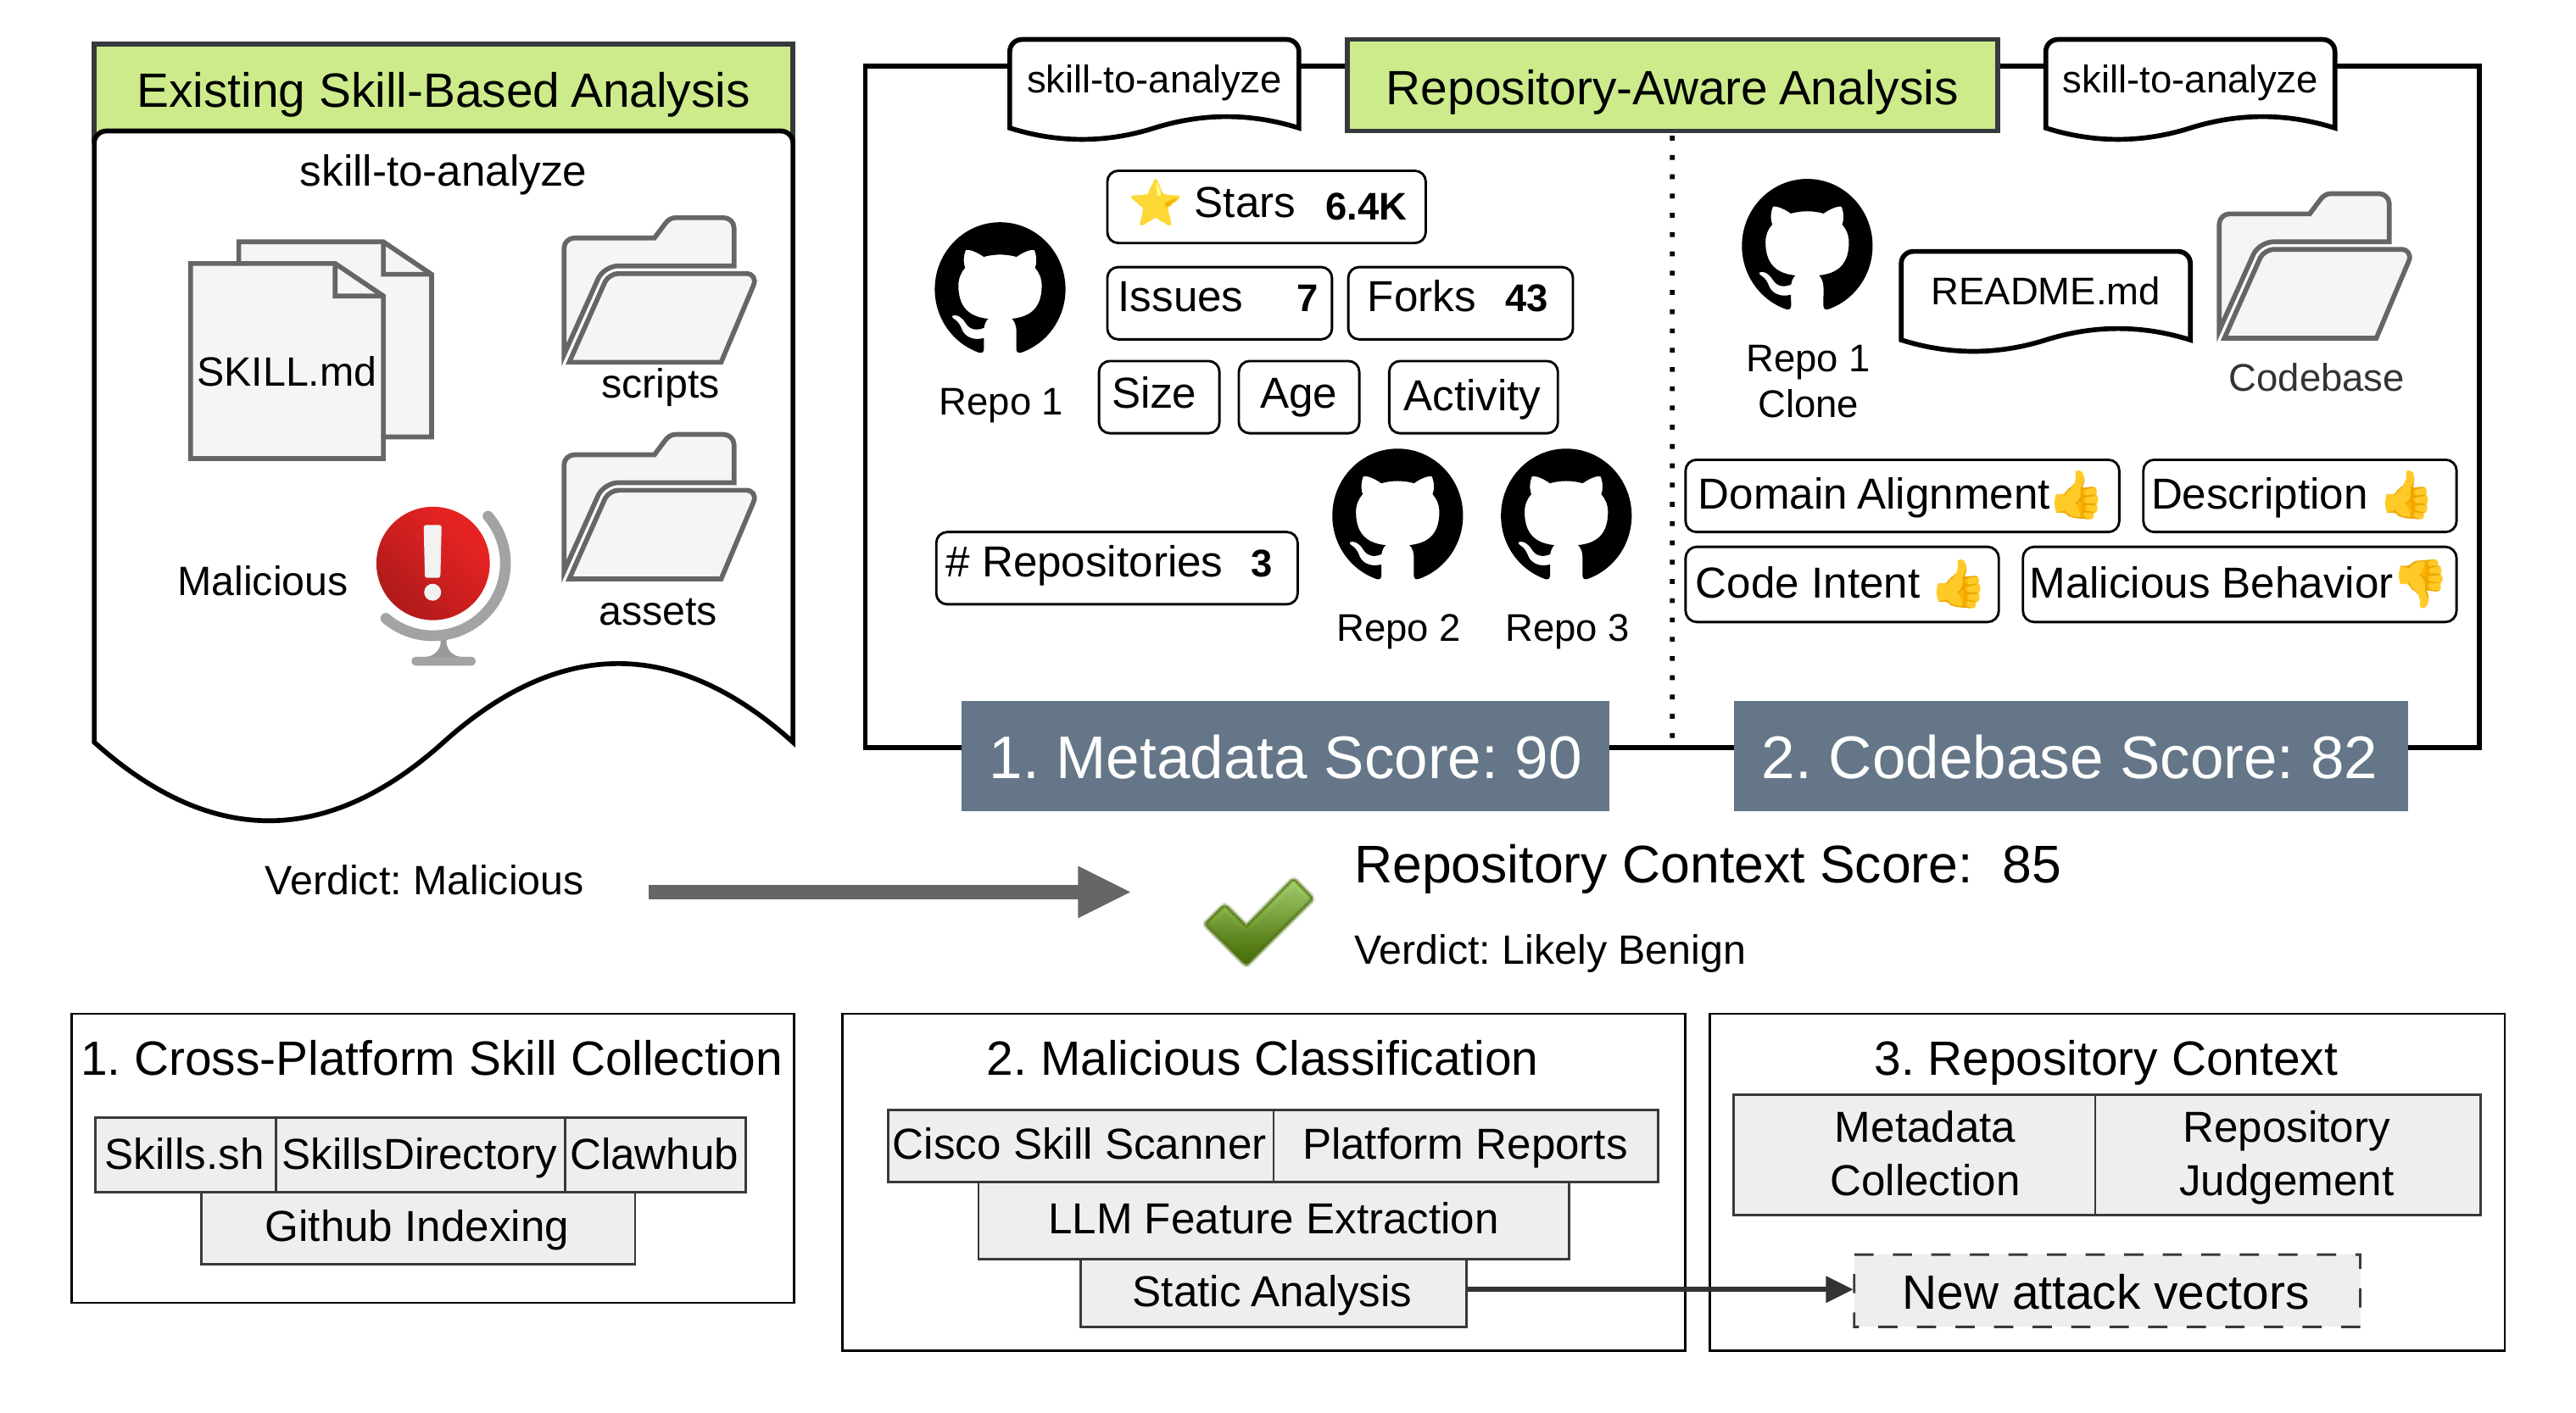 Existing Skill-Based Analysis
skill-to-analyze
SKILL.md
scripts
assets
Malicious
Verdict: Malicious
skill-to-analyze
Repository-Aware Analysis
skill-to-analyze
Stars 6.4K
Issues 7
Forks 43
Size
Age
Activity
Repo 1
# Repositories 3
Repo 2
Repo 3
1. Metadata Score: 90
Repo 1
Clone
README.md
Codebase
Domain Alignment
Description
Code Intent
Malicious Behavior
2. Codebase Score: 82
Repository Context Score: 85
Verdict: Likely Benign
1. Cross-Platform Skill Collection
Skills.sh
SkillsDirectory
Clawhub
Github Indexing
2. Malicious Classification
Cisco Skill Scanner
Platform Reports
LLM Feature Extraction
Static Analysis
3. Repository Context
Metadata
Collection
Repository
Judgement
New attack vectors